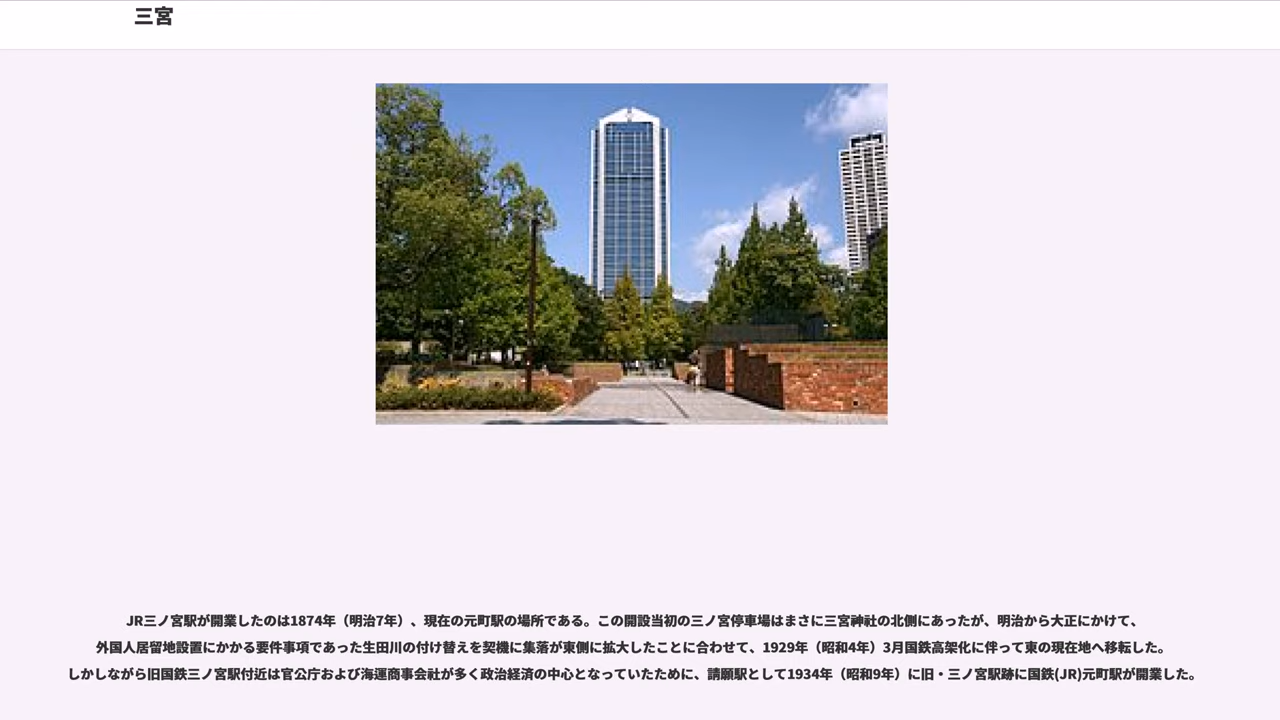 三宮
JR三ノ宮駅が開業したのは1874年（明治7年）、現在の元町駅の場所である。この開設当初の三ノ宮停車場はまさに三宮神社の北側にあったが、明治から大正にかけて、
外国人居留地設置にかかる要件事項であった生田川の付け替えを契機に集落が東側に拡大したことに合わせて、1929年（昭和4年）3月国鉄高架化に伴って東の現在地へ移転した。
しかしながら旧国鉄三ノ宮駅付近は官公庁および海運商事会社が多く政治経済の中心となっていたために、請願駅として1934年（昭和9年）に旧・三ノ宮駅跡に国鉄(JR)元町駅が開業した。